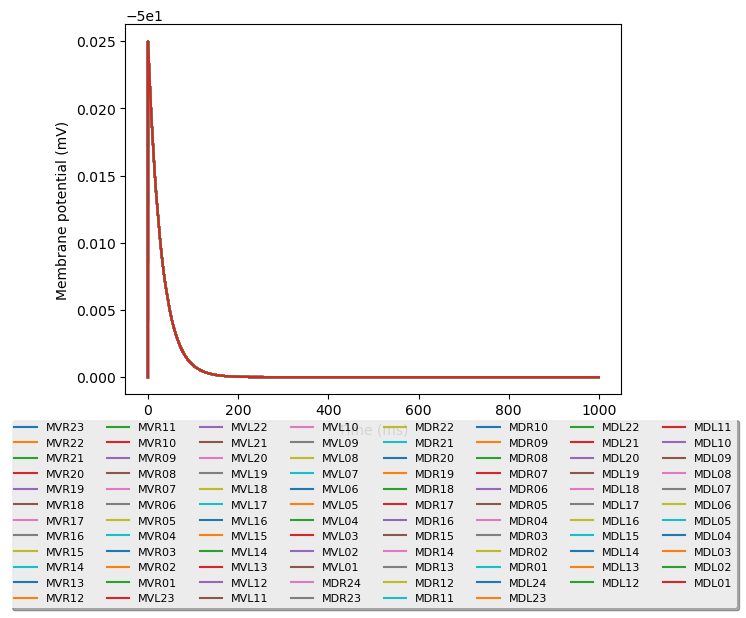 −5e1
0.025
0.020
0.015
0.010
0.005
0.000
Membrane potential (mV)
0 200 400 600 800 1000
Time (ms)
MVR23 MVR11 MVL22 MVL10 MDR22 MDR10 MDL22 MDL11
MVR22 MVR10 MVL21 MVL09 MDR21 MDR09 MDL21 MDL10
MVR21 MVR09 MVL20 MVL08 MDR20 MDR08 MDL20 MDL09
MVR20 MVR08 MVL19 MVL07 MDR19 MDR07 MDL19 MDL08
MVR19 MVR07 MVL18 MVL06 MDR18 MDR06 MDL18 MDL07
MVR18 MVR06 MVL17 MVL05 MDR17 MDR05 MDL17 MDL06
MVR17 MVR05 MVL16 MVL04 MDR16 MDR04 MDL16 MDL05
MVR16 MVR04 MVL15 MVL03 MDR15 MDR03 MDL15 MDL04
MVR15 MVR03 MVL14 MVL02 MDR14 MDR02 MDL14 MDL03
MVR14 MVR02 MVL13 MVL01 MDR13 MDR01 MDL13 MDL02
MVR13 MVR01 MVL12 MDR24 MDR12 MDL24 MDL12 MDL01
MVR12 MVL23 MVL11 MDR23 MDR11 MDL23